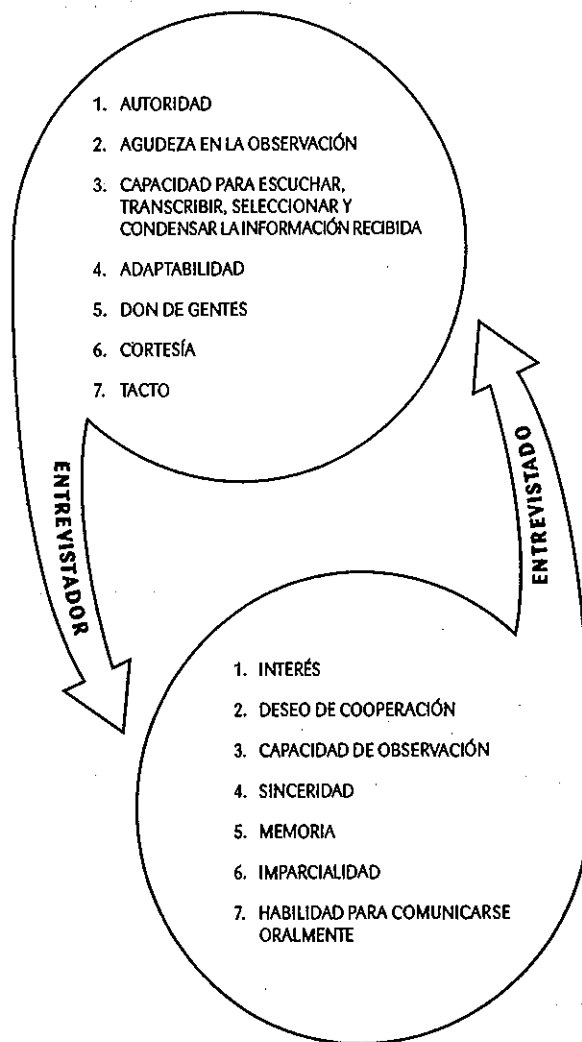 1. AUTORIDAD
2. AGUDEZA EN LA OBSERVACIÓN
3. CAPACIDAD PARA ESCUCHAR,
TRANSCRIBIR, SELECCIONAR Y
CONDENSAR LA INFORMACIÓN RECIBIDA
4. ADAPTABILIDAD
5. DON DE GENTES
6. CORTESÍA
7. TACTO
ENTREVISTADOR
ENTREVISTADO
1. INTERÉS
2. DESEO DE COOPERACIÓN
3. CAPACIDAD DE OBSERVACIÓN
4. SINCERIDAD
5. MEMORIA
6. IMPARCIALIDAD
7. HABILIDAD PARA COMUNICARSE
ORALMENTE